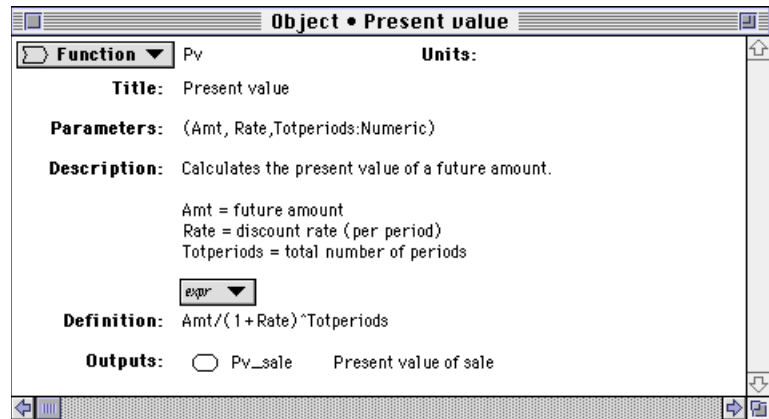 Object • Present value
Function Pv Units:
Title: Present value
Parameters: (Amt, Rate,Totperiods:Numeric)
Description: Calculates the present value of a future amount.
Amt = future amount
Rate = discount rate (per period)
Totperiods = total number of periods
expr
Definition: Amt/(1+Rate)^Totperiods
Outputs: Pv_sale Present value of sale